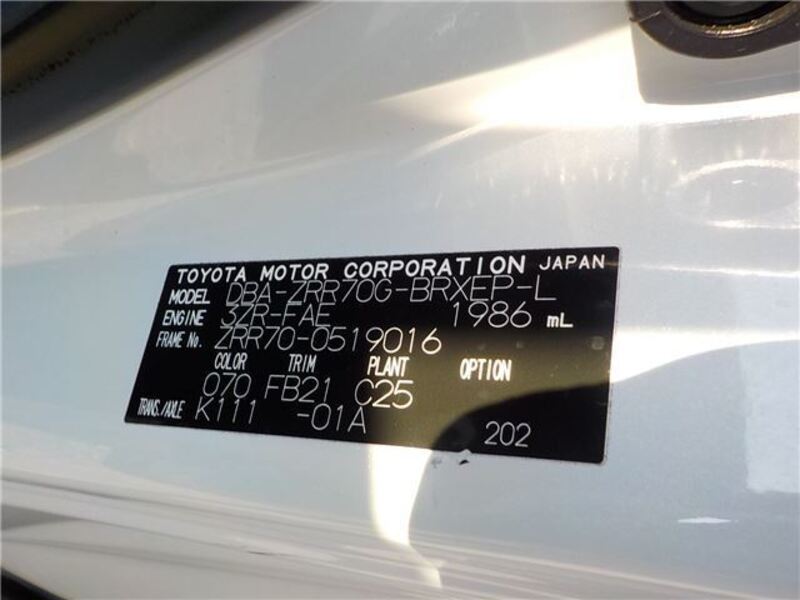 TOYOTA MOTOR CORPORATION JAPAN
MODEL DBA-ZRR70G-BRXEP-L
ENGINE 3ZR-FAE 1986 mL
FRAME No. ZRR70-0519016
COLOR TRIM PLANT OPTION
070 FB21 C25
TRANS./AXLE K111 -01A
202